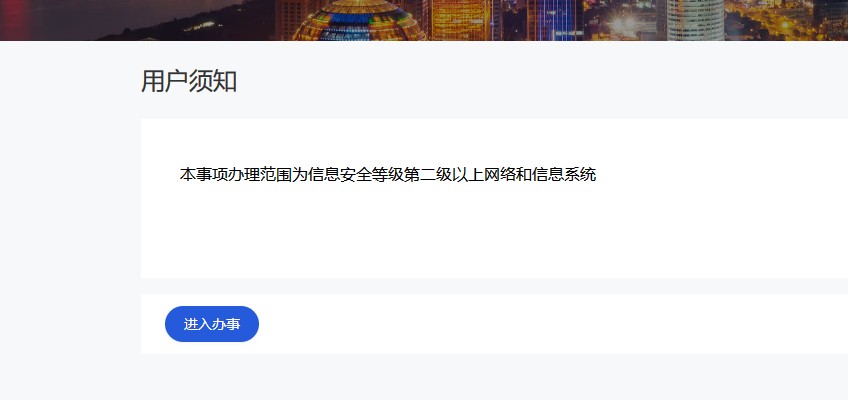 用户须知
本事项办理范围为信息安全等级第二级以上网络和信息系统
进入办事